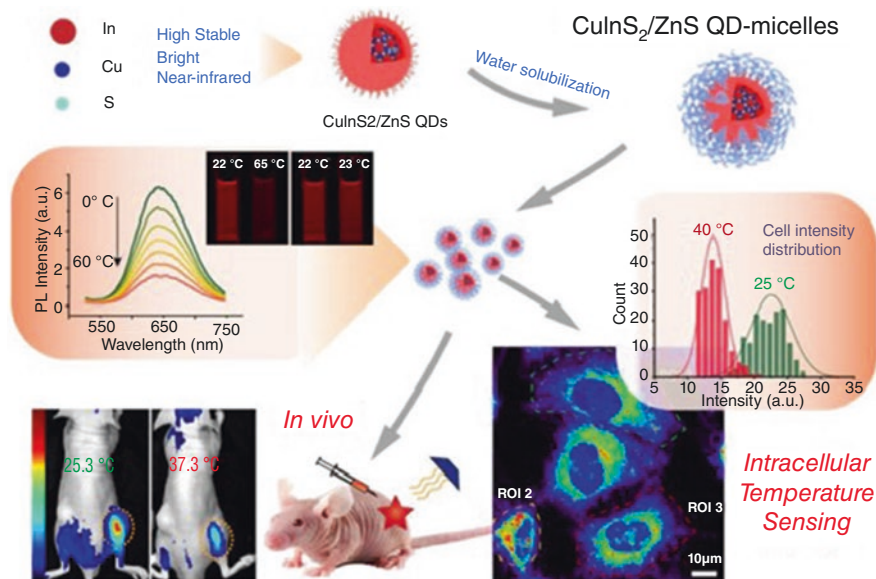 In
Cu
S
High Stable
Bright
Near-infrared
CuInS2/ZnS QDs
Water solubilization
CuInS₂/ZnS QD-micelles
22 °C 65 °C 22 °C 23 °C
PL Intensity (a.u.)
6
4
2
0
0° C
60 °C
550 650 750
Wavelength (nm)
40 °C
Cell intensity
distribution
25 °C
Count
50
40
30
20
10
0
5 10 15 20 25 30 35
Intensity (a.u.)
In vivo
25.3 °C
37.3 °C
ROI 2
ROI 3
10µm
Intracellular
Temperature
Sensing